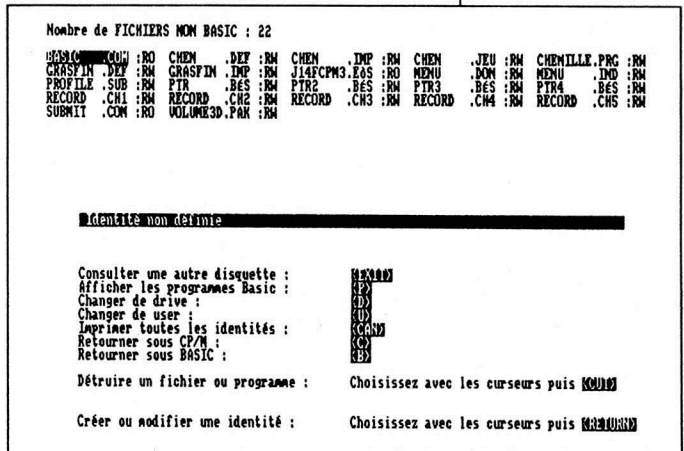 Nombre de FICHIERS NON BASIC : 22
BASIC .COM :RO CHEN .DEF :RW CHEN .IMP :RW CHEN .JEU :RW CHENILLE.PRG :RW
GRASFIN .DEF :RW GRASFIN .IMP :RW J14FCPM3.EéS :RO MENU .DON :RW MENU .IND :RW
PROFILE .SUB :RW PTR .BéS :RW PTR2 .BéS :RW PTR3 .BéS :RW PTR4 .BéS :RW
RECORD .CH1 :RW RECORD .CH2 :RW RECORD .CH3 :RW RECORD .CH4 :RW RECORD .CH5 :RW
SUBMIT .COM :RO VOLUME3D.PAK :RW
Identité non définie
Consulter une autre disquette : <EXIT>
Afficher les programmes Basic : <P>
Changer de drive : <D>
Changer de user : <U>
Imprimer toutes les identités : <CAN>
Retourner sous CP/M : <C>
Retourner sous BASIC : <B>
Détruire un fichier ou programme : Choisissez avec les curseurs puis <CUT>
Créer ou modifier une identité : Choisissez avec les curseurs puis <RETURN>